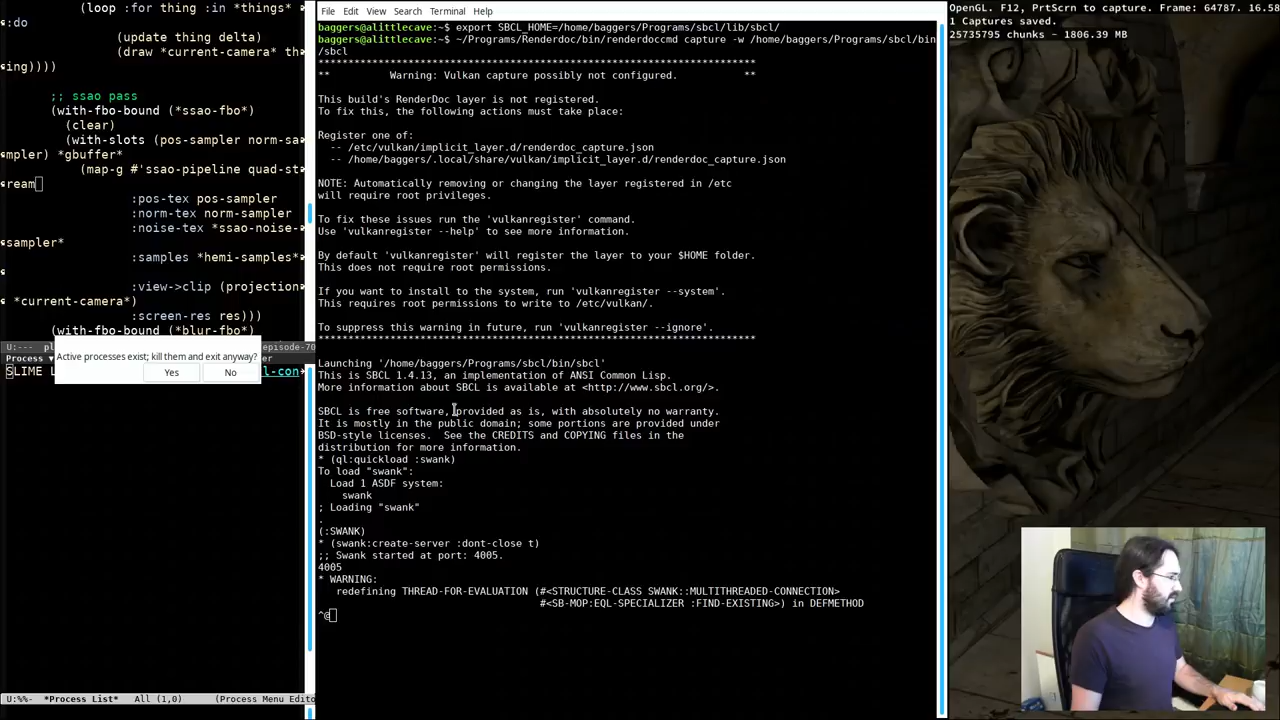 (loop :for thing :in *things*
:do
(update thing delta)
(draw *current-camera* th
ing))))
;; ssao pass
(with-fbo-bound (*ssao-fbo*)
(clear)
(with-slots (pos-sampler norm-sa
mpler) *gbuffer*
(map-g #'ssao-pipeline quad-st
ream
:pos-tex pos-sampler
:norm-tex norm-sampler
:noise-tex *ssao-noise-
sampler*
:samples *hemi-samples*
:view->clip (projection
*current-camera*)
:screen-res res)))
(with-fbo-bound (*blur-fbo*)
U:--- pl
episode-70
Process ▼
er
SLIME L
l-con
Active processes exist; kill them and exit anyway?
Yes
No
U:%%- *Process List* All (1,0) (Process Menu Edito
File Edit View Search Terminal Help
baggers@alittlecave:~$ export SBCL_HOME=/home/baggers/Programs/sbcl/lib/sbcl/
baggers@alittlecave:~$ ~/Programs/Renderdoc/bin/renderdoccmd capture -w /home/baggers/Programs/sbcl/bin
/sbcl
******************************************************************
** Warning: Vulkan capture possibly not configured. **
This build's RenderDoc layer is not registered.
To fix this, the following actions must take place:
Register one of:
-- /etc/vulkan/implicit_layer.d/renderdoc_capture.json
-- /home/baggers/.local/share/vulkan/implicit_layer.d/renderdoc_capture.json
NOTE: Automatically removing or changing the layer registered in /etc
will require root privileges.
To fix these issues run the 'vulkanregister' command.
Use 'vulkanregister --help' to see more information.
By default 'vulkanregister' will register the layer to your $HOME folder.
This does not require root permissions.
If you want to install to the system, run 'vulkanregister --system'.
This requires root permissions to write to /etc/vulkan/.
To suppress this warning in future, run 'vulkanregister --ignore'.
******************************************************************
Launching '/home/baggers/Programs/sbcl/bin/sbcl'
This is SBCL 1.4.13, an implementation of ANSI Common Lisp.
More information about SBCL is available at <http://www.sbcl.org/>.
SBCL is free software, provided as is, with absolutely no warranty.
It is mostly in the public domain; some portions are provided under
BSD-style licenses. See the CREDITS and COPYING files in the
distribution for more information.
* (ql:quickload :swank)
To load "swank":
Load 1 ASDF system:
swank
; Loading "swank"
.
(:SWANK)
* (swank:create-server :dont-close t)
;; Swank started at port: 4005.
4005
* WARNING:
redefining THREAD-FOR-EVALUATION (#<STRUCTURE-CLASS SWANK::MULTITHREADED-CONNECTION>
#<SB-MOP:EQL-SPECIALIZER :FIND-EXISTING>) in DEFMETHOD
^@
OpenGL. F12, PrtScrn to capture. Frame: 64787. 16.58
1 Captures saved.
25735795 chunks ~ 1806.39 MB